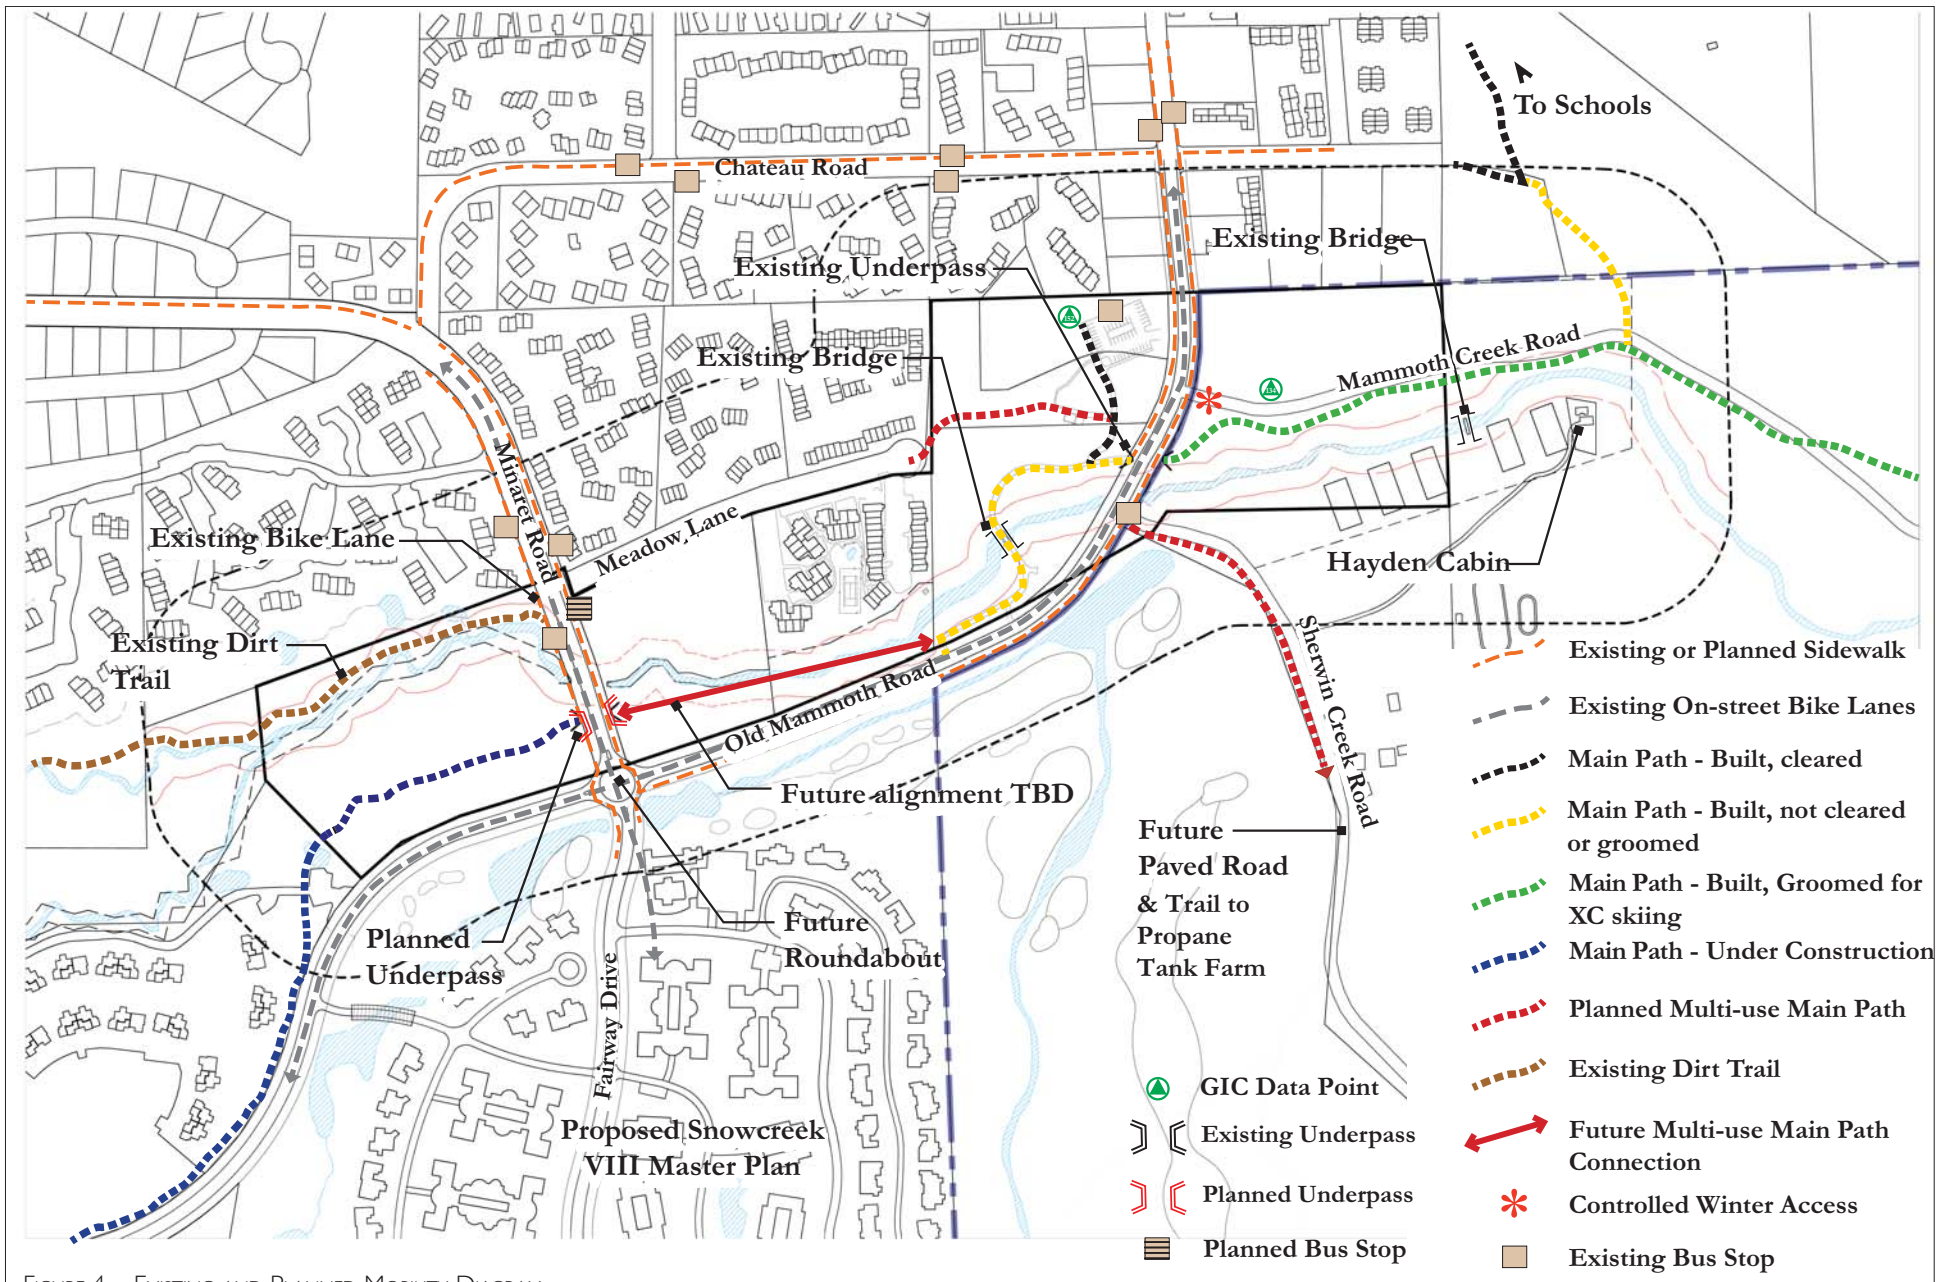 To Schools
Chateau Road
Existing Bridge
Existing Underpass
Existing Bridge
Mammoth Creek Road
Minaret Road
Meadow Lane
Existing Bike Lane
Hayden Cabin
Existing Dirt
Trail
Old Mammoth Road
Sherwin Creek Road
Future alignment TBD
Future
Paved Road
& Trail to
Propane
Tank Farm
Planned
Underpass
Future
Roundabout
Fairway Drive
Proposed Snowcreek
VIII Master Plan
GIC Data Point
Existing Underpass
Planned Underpass
Planned Bus Stop
Existing or Planned Sidewalk
Existing On-street Bike Lanes
Main Path - Built, cleared
Main Path - Built, not cleared
or groomed
Main Path - Built, Groomed for
XC skiing
Main Path - Under Construction
Planned Multi-use Main Path
Existing Dirt Trail
Future Multi-use Main Path
Connection
Controlled Winter Access
Existing Bus Stop